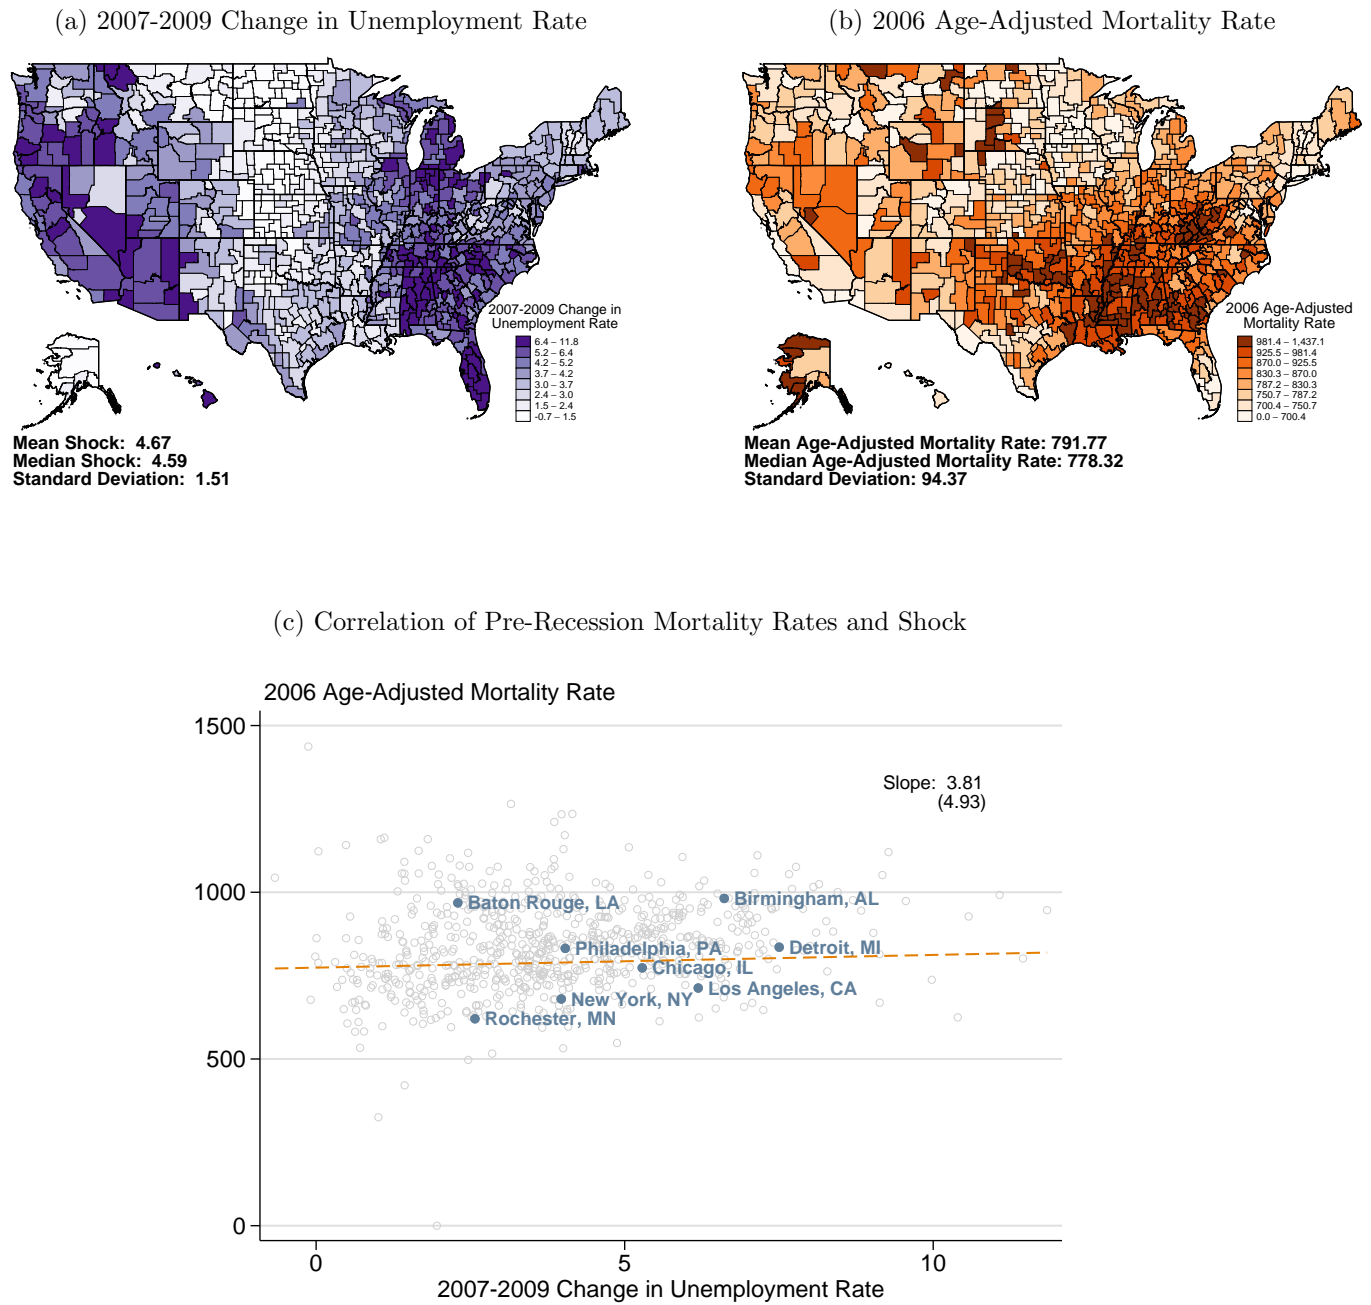 (a) 2007-2009 Change in Unemployment Rate
(b) 2006 Age-Adjusted Mortality Rate
2007-2009 Change in
Unemployment Rate
6.4 – 11.8
5.2 – 6.4
4.2 – 5.2
3.7 – 4.2
3.0 – 3.7
2.4 – 3.0
1.5 – 2.4
-0.7 – 1.5
Mean Shock: 4.67
Median Shock: 4.59
Standard Deviation: 1.51
2006 Age-Adjusted
Mortality Rate
981.4 – 1,437.1
925.5 – 981.4
870.0 – 925.5
830.3 – 870.0
787.2 – 830.3
750.7 – 787.2
700.4 – 750.7
0.0 – 700.4
Mean Age-Adjusted Mortality Rate: 791.77
Median Age-Adjusted Mortality Rate: 778.32
Standard Deviation: 94.37
(c) Correlation of Pre-Recession Mortality Rates and Shock
2006 Age-Adjusted Mortality Rate
1500
Slope: 3.81
(4.93)
1000
Baton Rouge, LA
Birmingham, AL
Philadelphia, PA
Detroit, MI
Chicago, IL
Los Angeles, CA
New York, NY
Rochester, MN
500
0
0 5 10
2007-2009 Change in Unemployment Rate